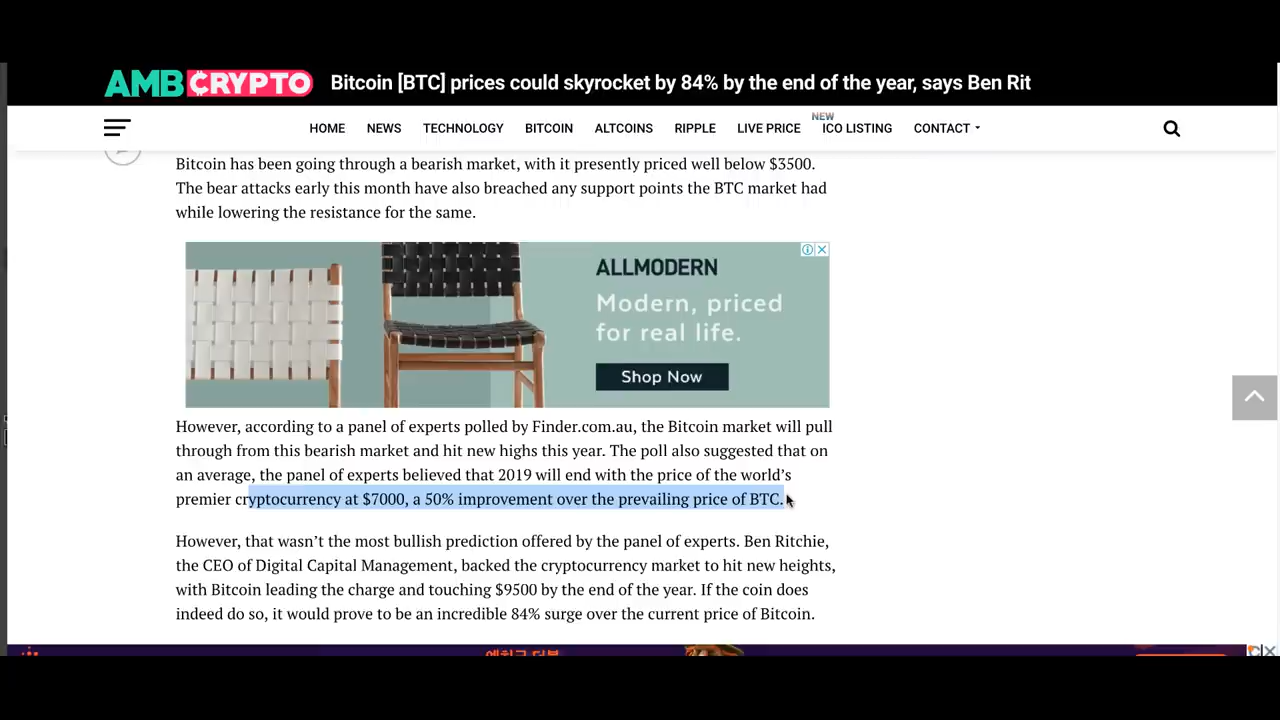 AMBCRYPTO
Bitcoin [BTC] prices could skyrocket by 84% by the end of the year, says Ben Rit
HOME NEWS TECHNOLOGY BITCOIN ALTCOINS RIPPLE LIVE PRICE NEW ICO LISTING CONTACT
Bitcoin has been going through a bearish market, with it presently priced well below $3500.
The bear attacks early this month have also breached any support points the BTC market had
while lowering the resistance for the same.
ALLMODERN
Modern, priced
for real life.
Shop Now
However, according to a panel of experts polled by Finder.com.au, the Bitcoin market will pull
through from this bearish market and hit new highs this year. The poll also suggested that on
an average, the panel of experts believed that 2019 will end with the price of the world’s
premier cryptocurrency at $7000, a 50% improvement over the prevailing price of BTC.
However, that wasn’t the most bullish prediction offered by the panel of experts. Ben Ritchie,
the CEO of Digital Capital Management, backed the cryptocurrency market to hit new heights,
with Bitcoin leading the charge and touching $9500 by the end of the year. If the coin does
indeed do so, it would prove to be an incredible 84% surge over the current price of Bitcoin.